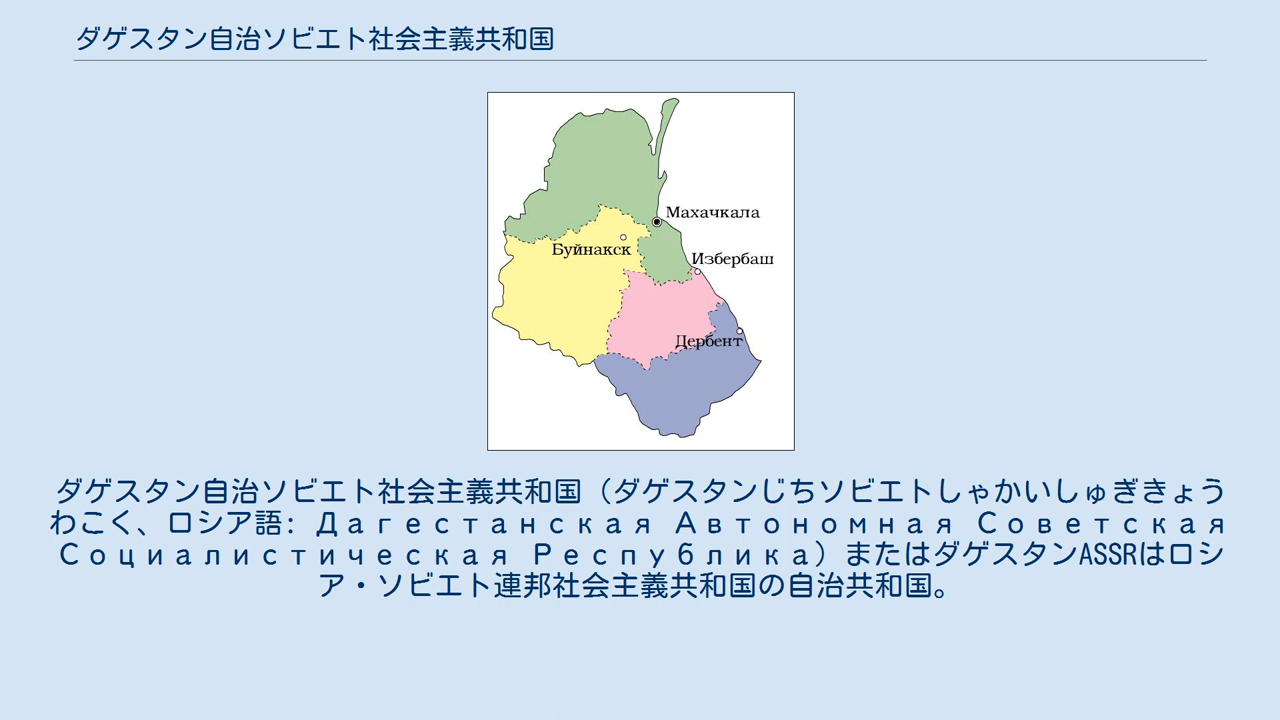 ダゲスタン自治ソビエト社会主義共和国
Махачкала
Буйнакск
Избербаш
Дербент
ダゲスタン自治ソビエト社会主義共和国（ダゲスタンじちソビエトしゃかいしゅぎきょう
わこく、ロシア語: Дагестанская Автономная Советская
Социалистическая Республика）またはダゲスタンASSRはロシ
ア・ソビエト連邦社会主義共和国の自治共和国。